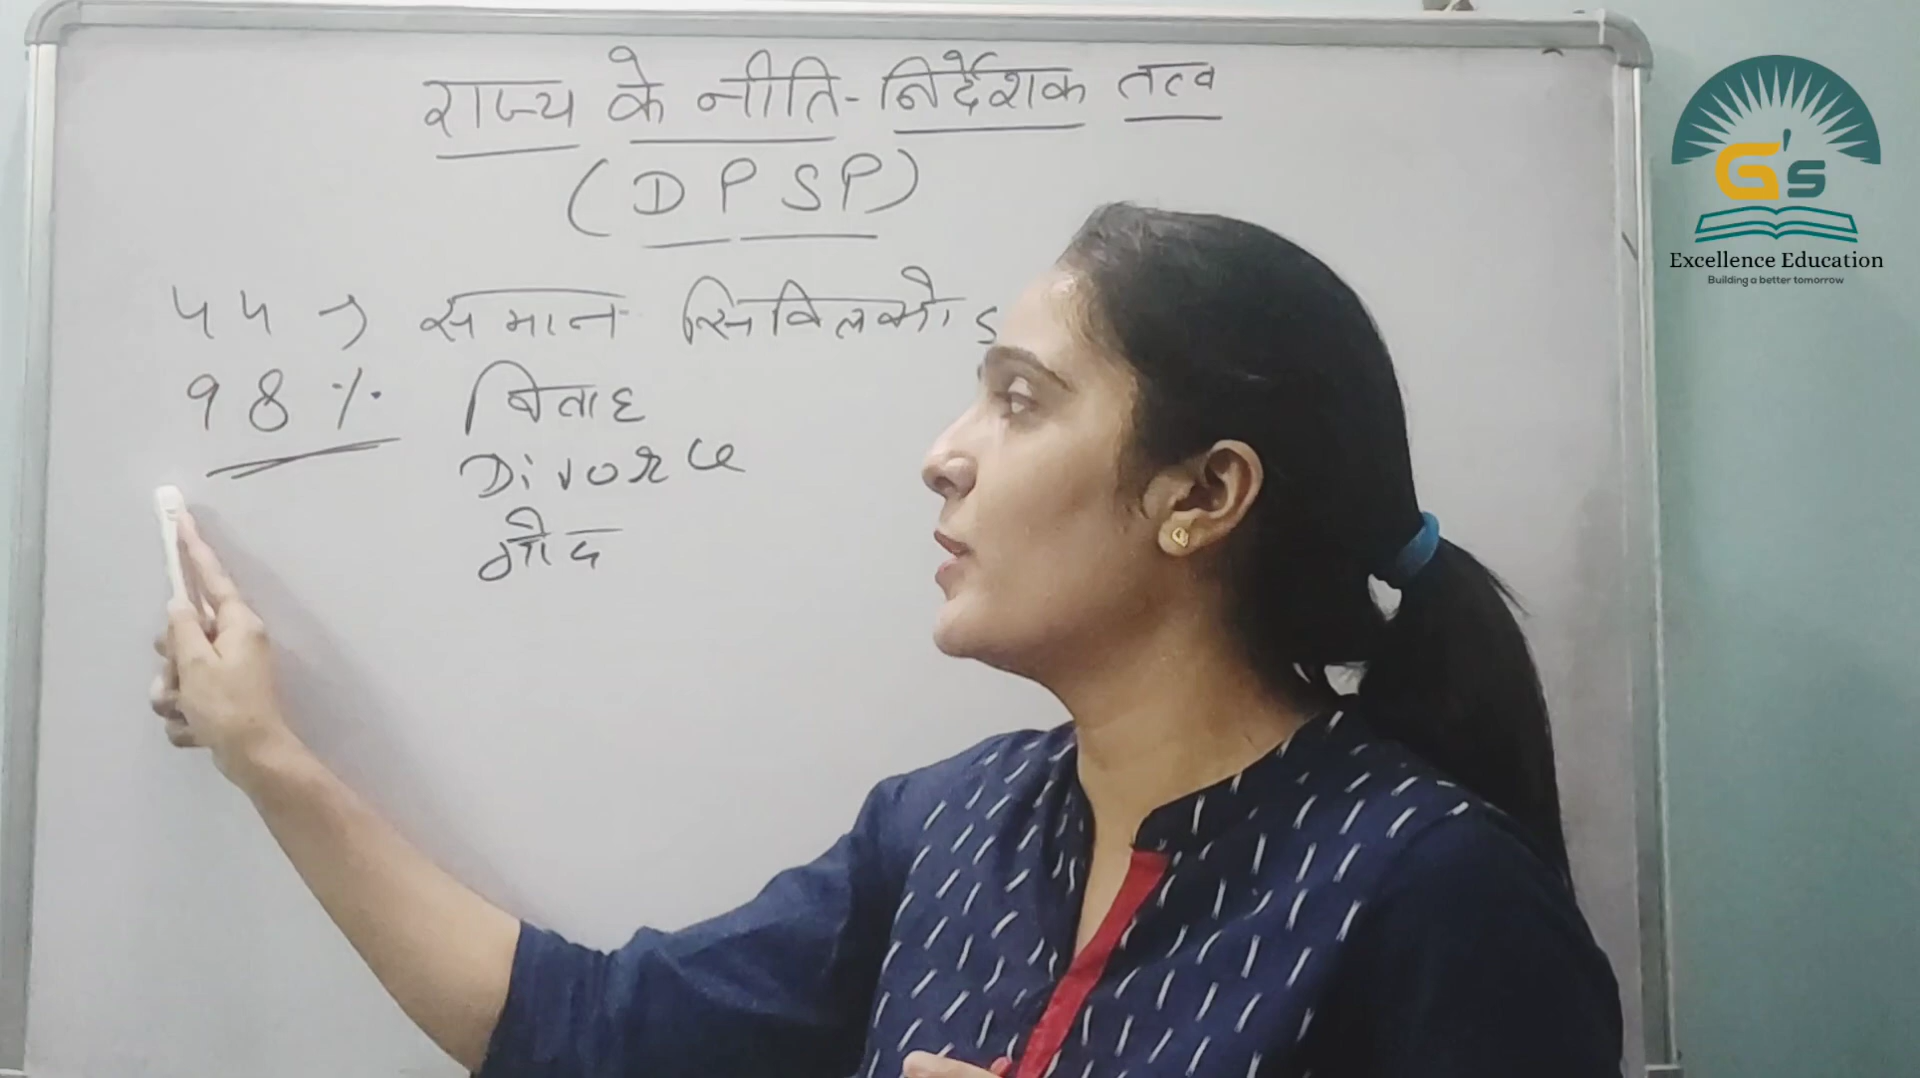 राज्य के नीति-निर्देशक तत्व
(DPSP)
44 → समान सिविल कोड
98 %. विवाह
Divorce
गोद
G's
Excellence Education
Building a better tomorrow